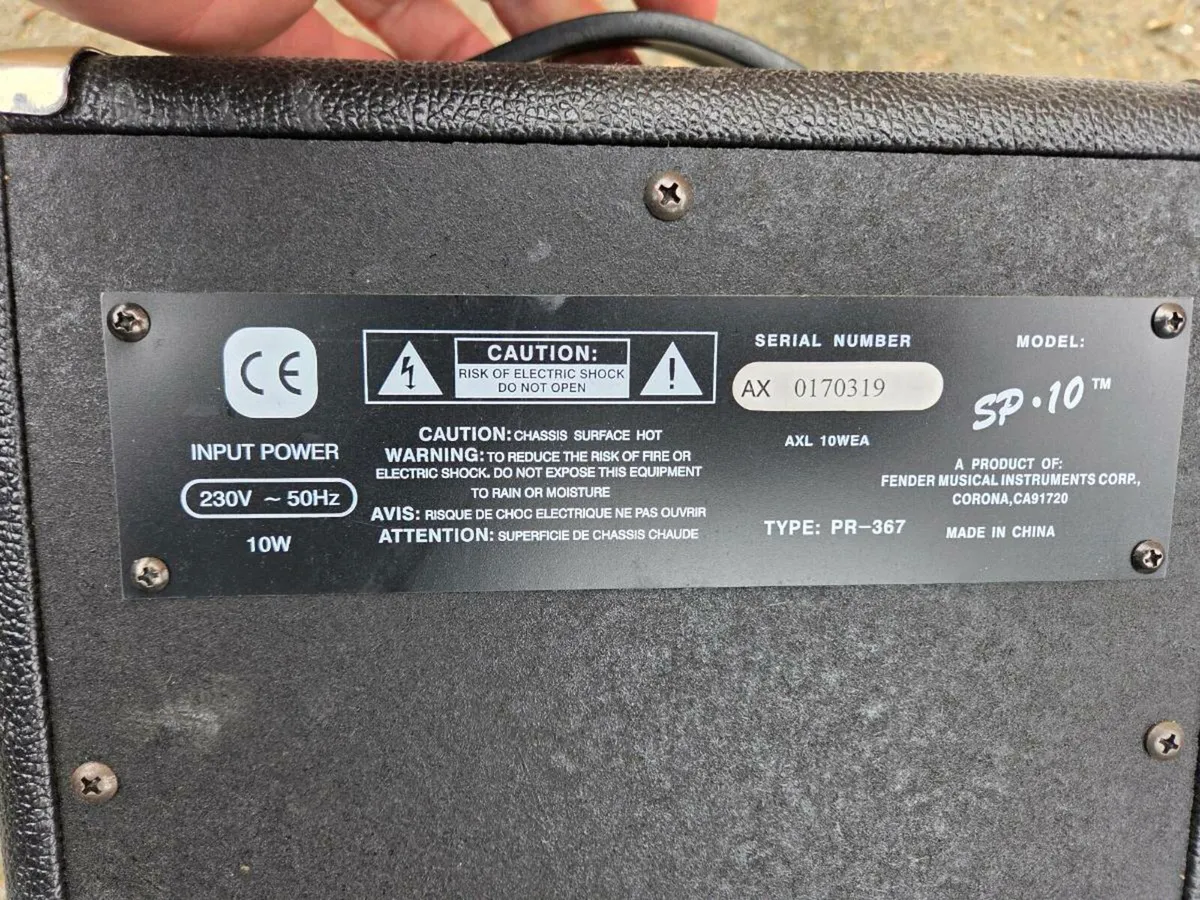 CE
INPUT POWER
230V ~ 50Hz
10W
CAUTION:
RISK OF ELECTRIC SHOCK
DO NOT OPEN
!
CAUTION: CHASSIS SURFACE HOT
WARNING: TO REDUCE THE RISK OF FIRE OR
ELECTRIC SHOCK. DO NOT EXPOSE THIS EQUIPMENT
TO RAIN OR MOISTURE
AVIS: RISQUE DE CHOC ELECTRIQUE NE PAS OUVRIR
ATTENTION: SUPERFICIE DE CHASSIS CHAUDE
SERIAL NUMBER
AX 0170319
AXL 10WEA
TYPE: PR-367
MODEL:
SP·10™
A PRODUCT OF:
FENDER MUSICAL INSTRUMENTS CORP.,
CORONA,CA91720
MADE IN CHINA